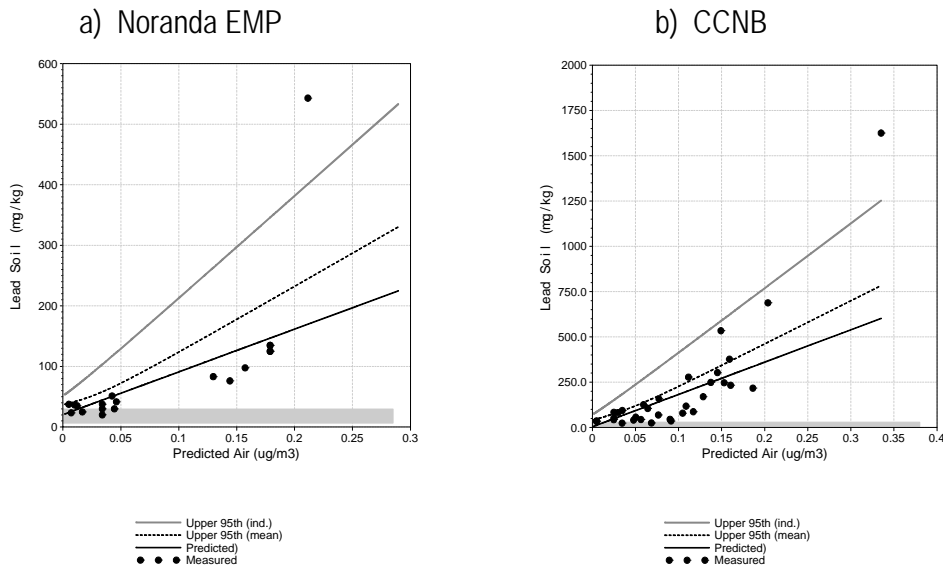 a) Noranda EMP
b) CCNB
600
500
400
300
200
100
0
Lead Soil (mg/kg)
0
0.05
0.1
0.15
0.2
0.25
0.3
Predicted Air (ug/m3)
Upper 95th (ind.)
Upper 95th (mean)
Predicted)
Measured
2000
1750
1500
1250
1000
750.0
500.0
250.0
0.0
Lead Soil (mg/kg)
0
0.05
0.1
0.15
0.2
0.25
0.3
0.35
0.4
Predicted Air (ug/m3)
Upper 95th (ind.)
Upper 95th (mean)
Predicted)
Measured